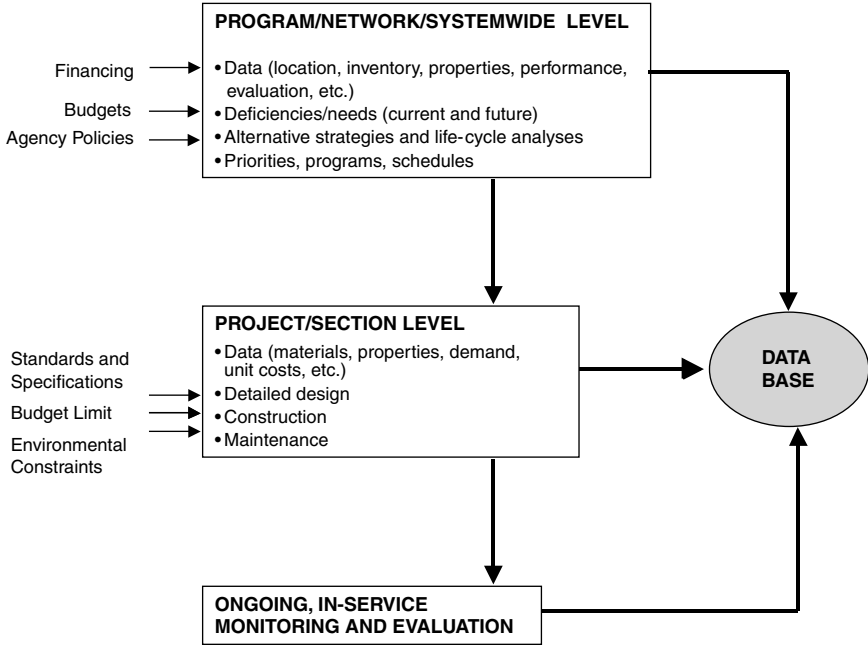 PROGRAM/NETWORK/SYSTEMWIDE LEVEL
• Data (location, inventory, properties, performance,
evaluation, etc.)
• Deficiencies/needs (current and future)
• Alternative strategies and life-cycle analyses
• Priorities, programs, schedules
Financing
Budgets
Agency Policies
PROJECT/SECTION LEVEL
• Data (materials, properties, demand,
unit costs, etc.)
• Detailed design
• Construction
• Maintenance
Standards and
Specifications
Budget Limit
Environmental
Constraints
DATA
BASE
ONGOING, IN-SERVICE
MONITORING AND EVALUATION